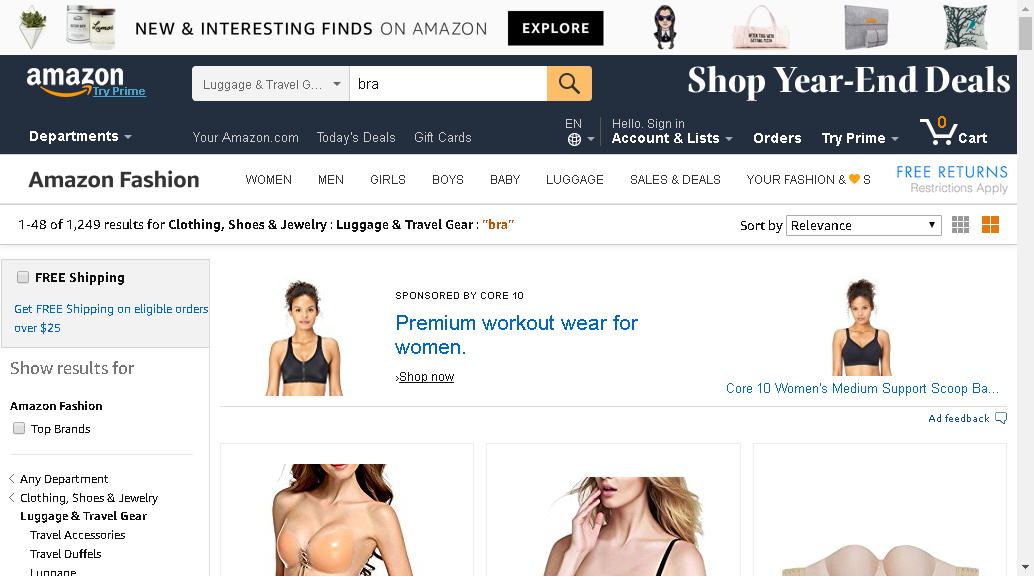 NEW & INTERESTING FINDS ON AMAZON EXPLORE
amazon
Try Prime
Luggage & Travel G... bra
Shop Year-End Deals
Departments
Your Amazon.com Today's Deals Gift Cards
EN
Hello. Sign in
Account & Lists
Orders
Try Prime
0
Cart
Amazon Fashion
WOMEN MEN GIRLS BOYS BABY LUGGAGE SALES & DEALS YOUR FASHION & S
FREE RETURNS
Restrictions Apply
1-48 of 1,249 results for Clothing, Shoes & Jewelry : Luggage & Travel Gear : "bra"
Sort by Relevance
FREE Shipping
Get FREE Shipping on eligible orders
over $25
Show results for
Amazon Fashion
Top Brands
Any Department
Clothing, Shoes & Jewelry
Luggage & Travel Gear
Travel Accessories
Travel Duffels
Luggage
SPONSORED BY CORE 10
Premium workout wear for
women.
›Shop now
Core 10 Women's Medium Support Scoop Ba...
Ad feedback